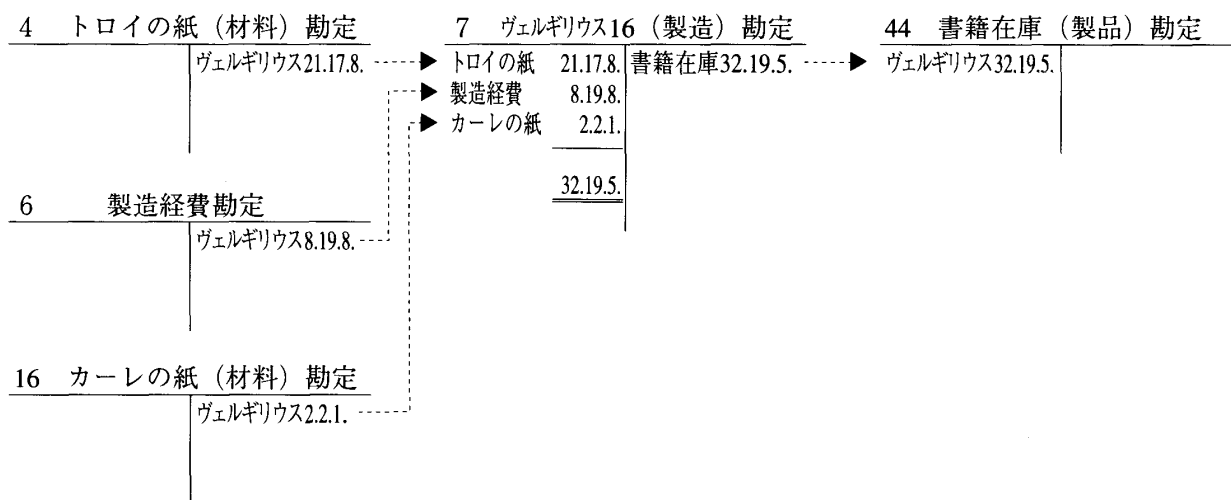 4 トロイの紙(材料)勘定
ヴェルギリウス21.17.8.
6 製造経費勘定
ヴェルギリウス8.19.8.
16 カーレの紙(材料)勘定
ヴェルギリウス2.2.1.
7 ヴェルギリウス16(製造)勘定
トロイの紙 21.17.8. 書籍在庫32.19.5.
製造経費 8.19.8.
カーレの紙 2.2.1.
32.19.5.
44 書籍在庫(製品)勘定
ヴェルギリウス32.19.5.